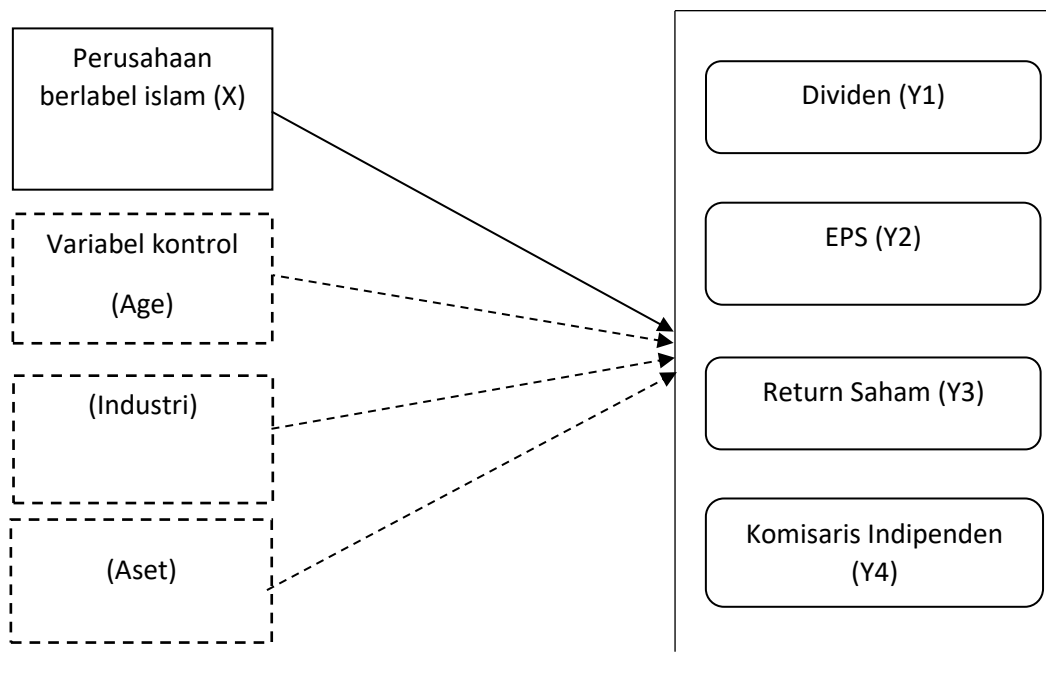 Perusahaan
berlabel islam (X)
Variabel kontrol
(Age)
(Industri)
(Aset)
Dividen (Y1)
EPS (Y2)
Return Saham (Y3)
Komisaris Indipenden
(Y4)